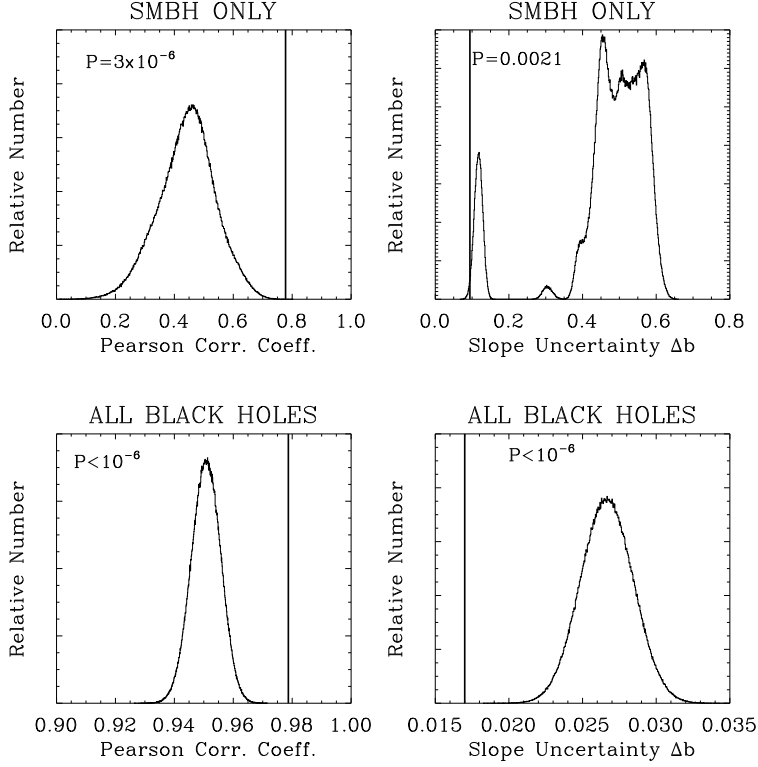 SMBH ONLY
P=3x10⁻⁶
Relative Number
0.0 0.2 0.4 0.6 0.8 1.0
Pearson Corr. Coeff.
SMBH ONLY
P=0.0021
Relative Number
0.0 0.2 0.4 0.6 0.8
Slope Uncertainty Δb
ALL BLACK HOLES
P<10⁻⁶
Relative Number
0.90 0.92 0.94 0.96 0.98 1.00
Pearson Corr. Coeff.
ALL BLACK HOLES
P<10⁻⁶
Relative Number
0.015 0.020 0.025 0.030 0.035
Slope Uncertainty Δb